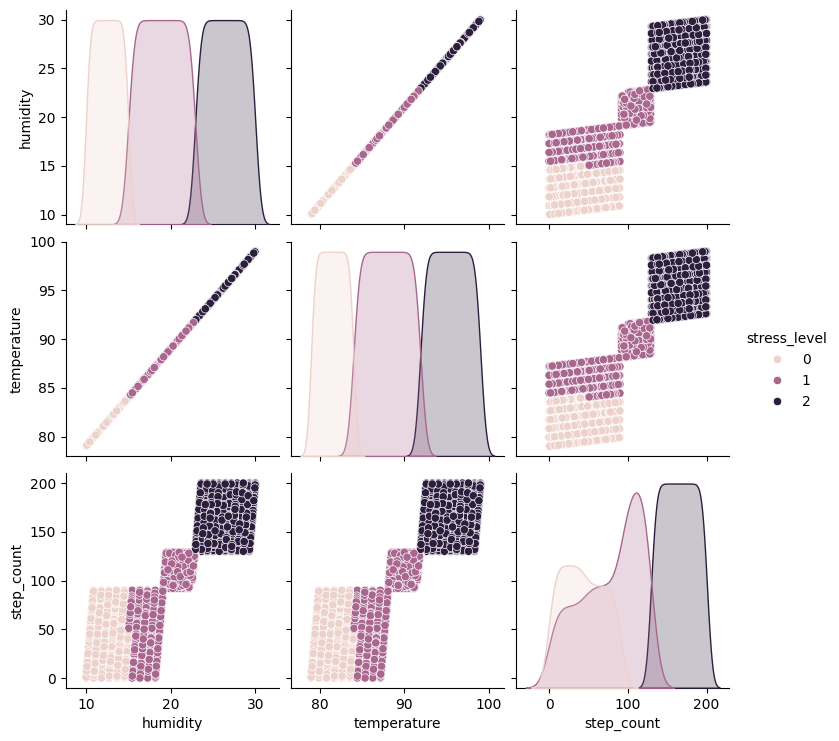 30
25
20
15
10
humidity
100
95
90
85
80
temperature
stress_level
0
1
2
200
150
100
50
0
step_count
10 20 30
humidity
80 90 100
temperature
0 100 200
step_count